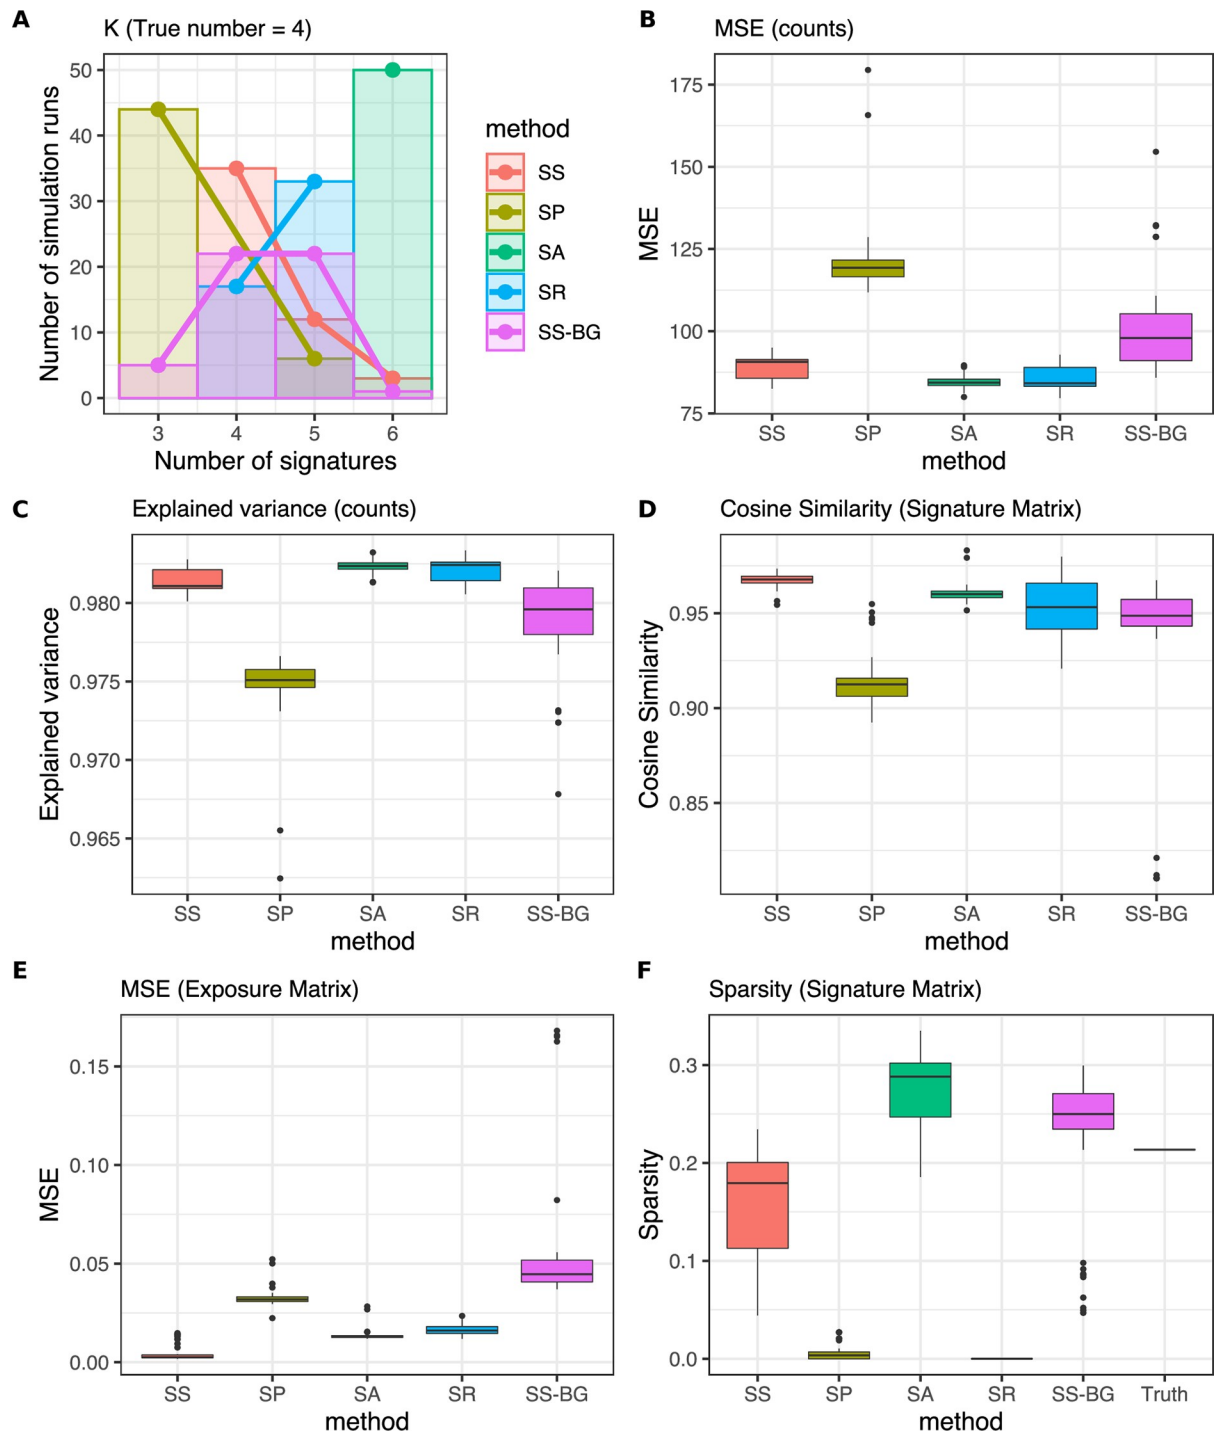 A
K (True number = 4)
Number of simulation runs
50
40
30
20
10
0
3 4 5 6
Number of signatures
method
SS
SP
SA
SR
SS-BG
B
MSE (counts)
MSE
175
150
125
100
75
SS SP SA SR SS-BG
method
C
Explained variance (counts)
Explained variance
0.980
0.975
0.970
0.965
SS SP SA SR SS-BG
method
D
Cosine Similarity (Signature Matrix)
Cosine Similarity
0.95
0.90
0.85
SS SP SA SR SS-BG
method
E
MSE (Exposure Matrix)
MSE
0.15
0.10
0.05
0.00
SS SP SA SR SS-BG
method
F
Sparsity (Signature Matrix)
Sparsity
0.3
0.2
0.1
0.0
SS SP SA SR SS-BG Truth
method